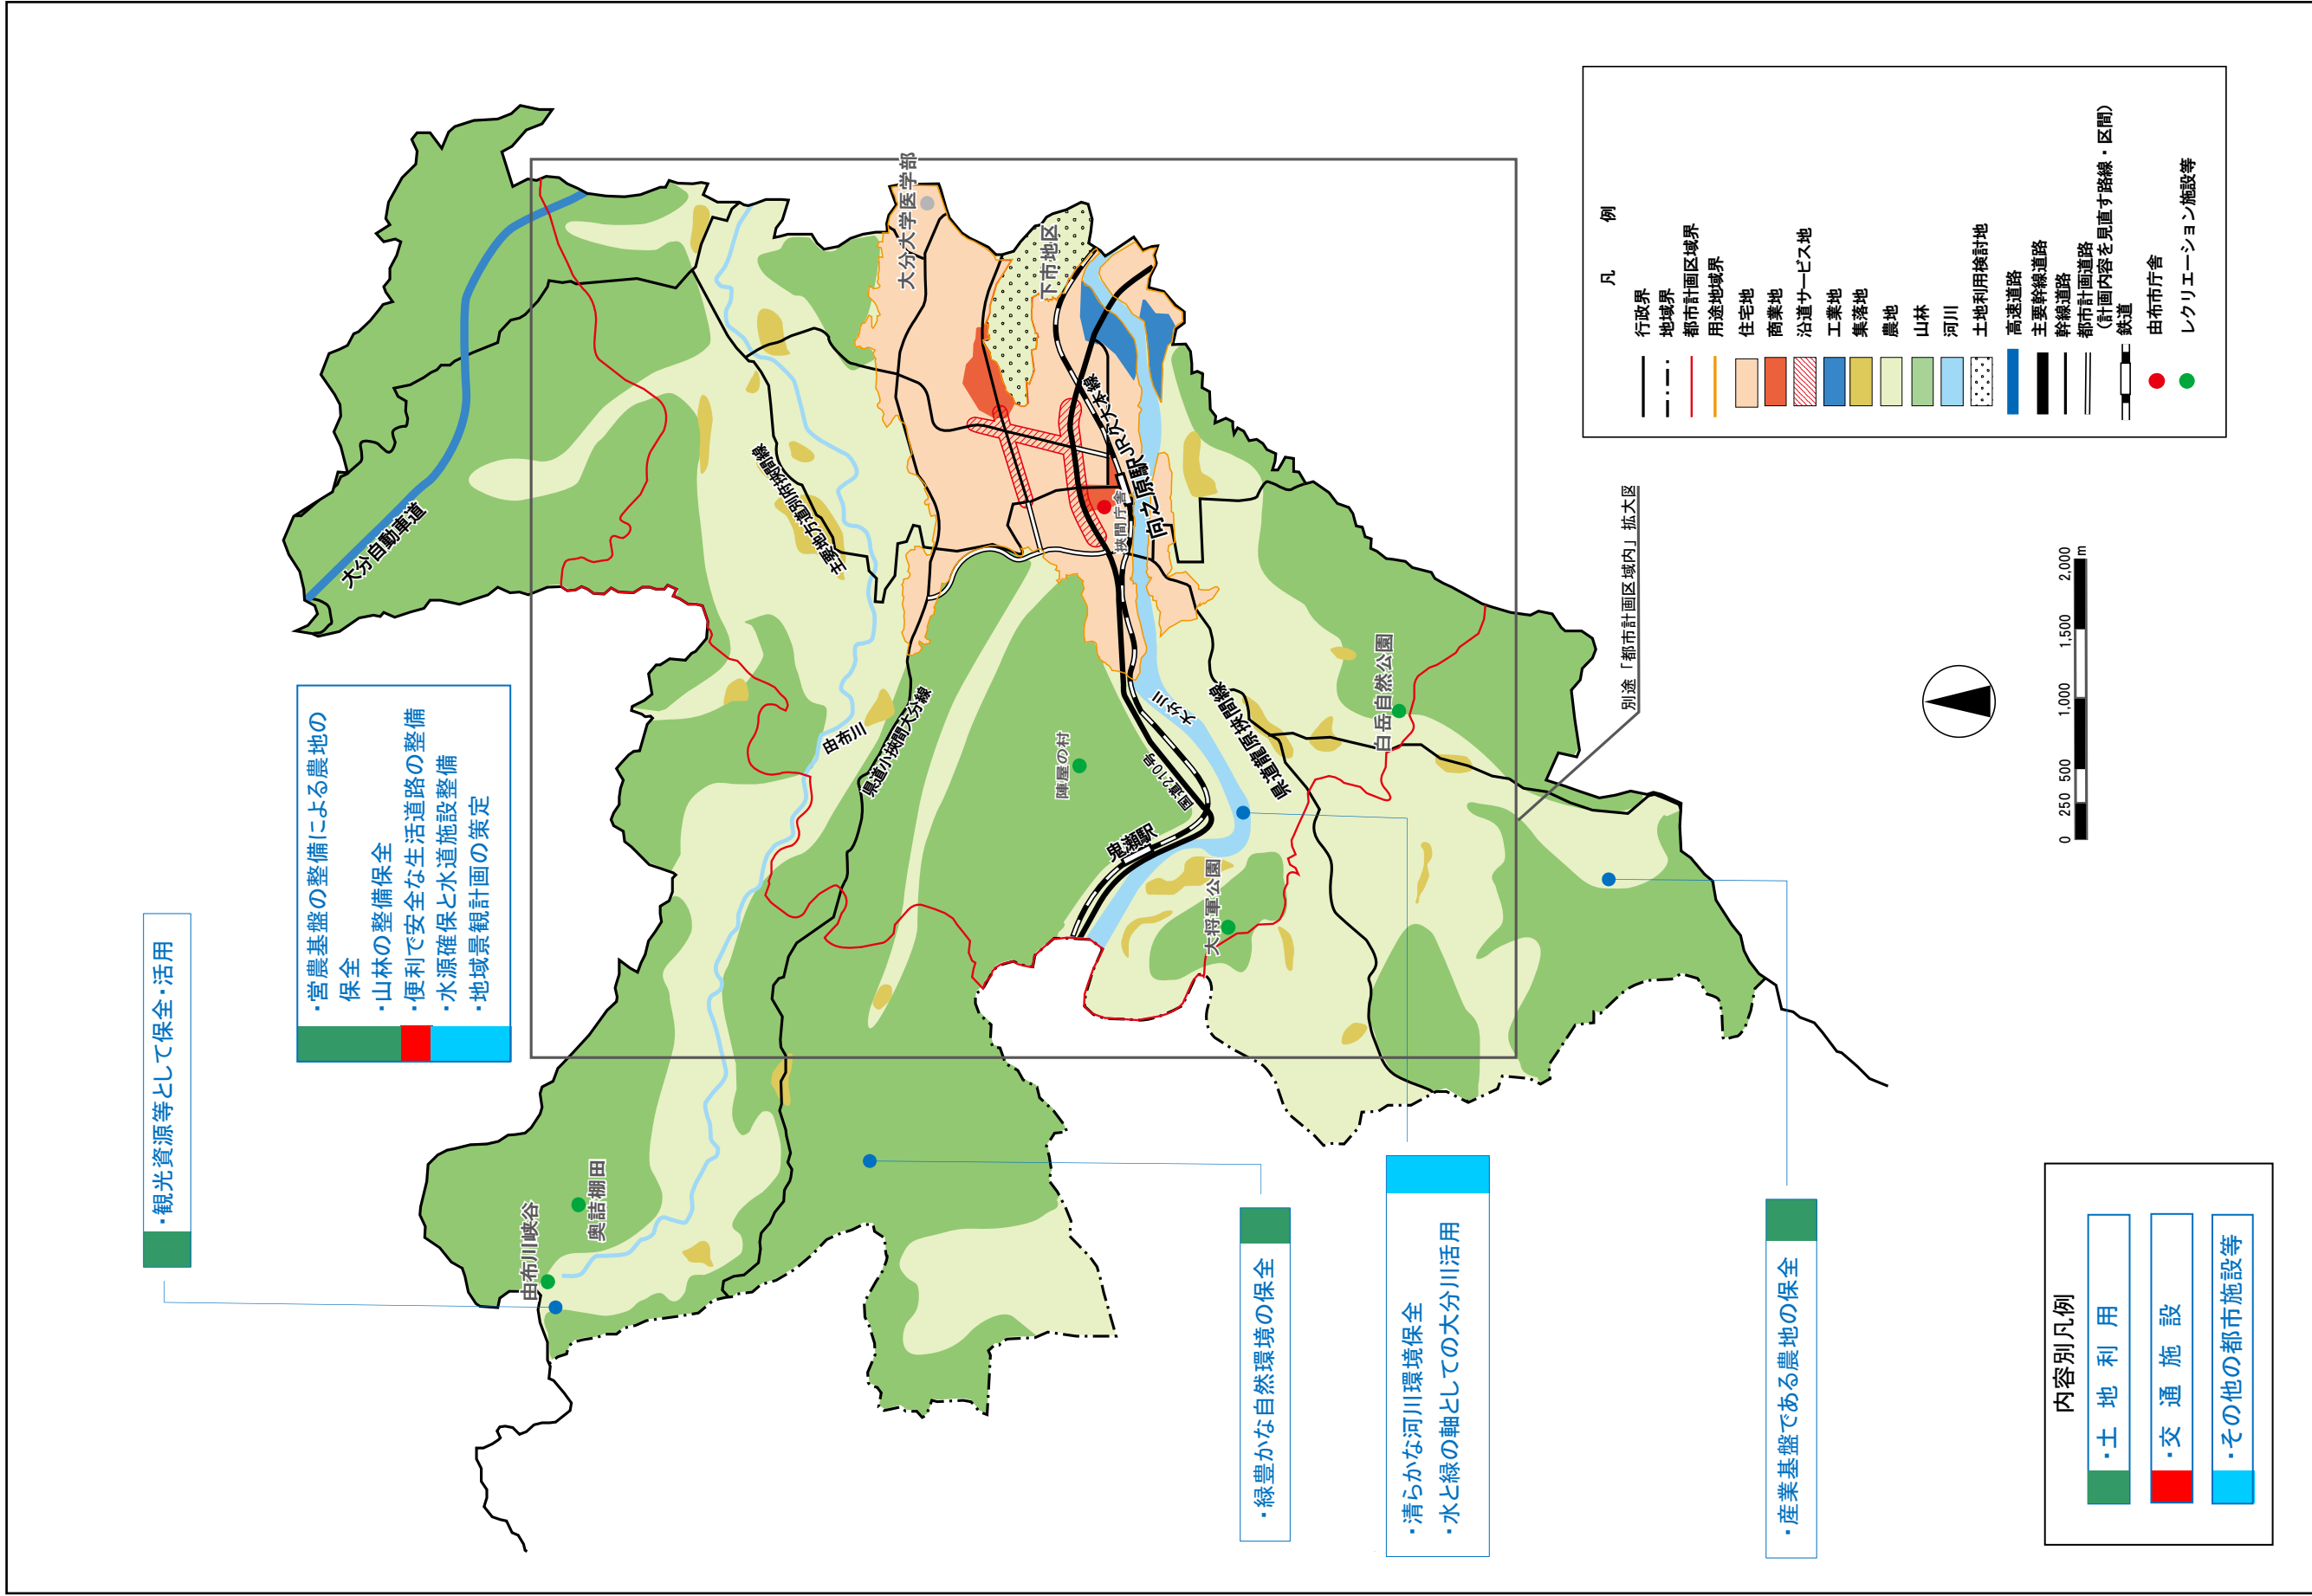 ・観光資源等として保全・活用
・営農基盤の整備による農地の
保全
・山林の整備保全
・便利で安全な生活道路の整備
・水源確保と水道施設整備
・地域景観計画の策定
由布川峡谷
奥詰棚田
大分自動車道
主要地方道別府挾間線
由布川
県道小挾間大分線
大分大学医学部
下市地区
陣屋の村
挾間庁舎
JR久大本線
向之原駅
大分川
国道210号
鬼瀬駅
県道龍原挾間線
大将軍公園
白岳自然公園
・緑豊かな自然環境の保全
・清らかな河川環境保全
・水と緑の軸としての大分川活用
・産業基盤である農地の保全
別途「都市計画区域内」拡大区
凡　例
行政界
地域界
都市計画区域界
用途地域界
住宅地
商業地
沿道サービス地
工業地
集落地
農地
山林
河川
土地利用検討地
高速道路
主要幹線道路
幹線道路
都市計画道路
（計画内容を見直す路線・区間）
鉄道
由布市庁舎
レクリエーション施設等
0 250 500 1,000 1,500 2,000
m
内容別凡例
・土地利用
・交通施設
・その他の都市施設等